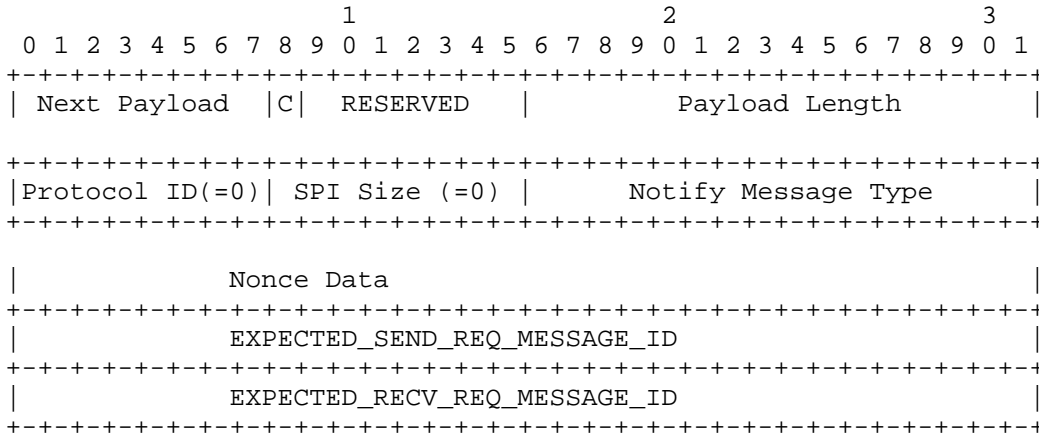 1                   2                   3
 0 1 2 3 4 5 6 7 8 9 0 1 2 3 4 5 6 7 8 9 0 1 2 3 4 5 6 7 8 9 0 1
+-+-+-+-+-+-+-+-+-+-+-+-+-+-+-+-+-+-+-+-+-+-+-+-+-+-+-+-+-+-+-+-+
| Next Payload  |C|  RESERVED   |         Payload Length        |
+-+-+-+-+-+-+-+-+-+-+-+-+-+-+-+-+-+-+-+-+-+-+-+-+-+-+-+-+-+-+-+-+
|Protocol ID(=0)| SPI Size (=0) |      Notify Message Type      |
+-+-+-+-+-+-+-+-+-+-+-+-+-+-+-+-+-+-+-+-+-+-+-+-+-+-+-+-+-+-+-+-+
|             Nonce Data                                        |
+-+-+-+-+-+-+-+-+-+-+-+-+-+-+-+-+-+-+-+-+-+-+-+-+-+-+-+-+-+-+-+-+
|             EXPECTED_SEND_REQ_MESSAGE_ID                      |
+-+-+-+-+-+-+-+-+-+-+-+-+-+-+-+-+-+-+-+-+-+-+-+-+-+-+-+-+-+-+-+-+
|             EXPECTED_RECV_REQ_MESSAGE_ID                      |
+-+-+-+-+-+-+-+-+-+-+-+-+-+-+-+-+-+-+-+-+-+-+-+-+-+-+-+-+-+-+-+-+